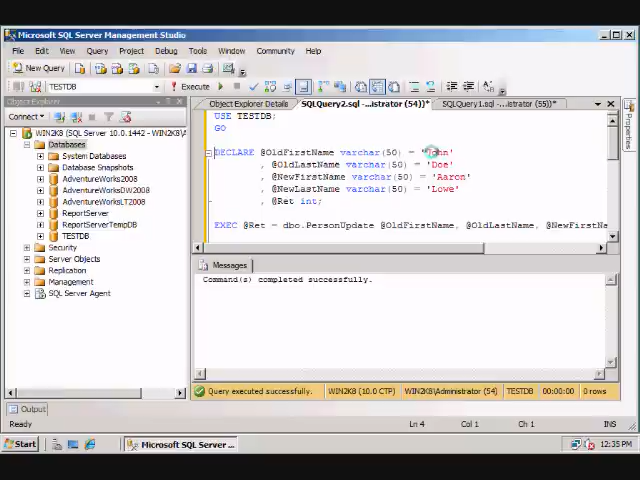 Microsoft SQL Server Management Studio
File Edit View Query Project Debug Tools Window Community Help
New Query
TESTDB Execute
Object Explorer
Object Explorer Details SQLQuery2.sql -...istrator (54))* SQLQuery1.sql -...istrator (55))*
Connect
WIN2K8 (SQL Server 10.0.1442 - WIN2K8\A
Databases
System Databases
Database Snapshots
AdventureWorks2008
AdventureWorksDW2008
AdventureWorksLT2008
ReportServer
ReportServerTempDB
TESTDB
Security
Server Objects
Replication
Management
SQL Server Agent
USE TESTDB;
GO
DECLARE @OldFirstName varchar(50) = 'John'
, @OldLastName varchar(50) = 'Doe'
, @NewFirstName varchar(50) = 'Aaron'
, @NewLastName varchar(50) = 'Lowe'
, @Ret int;
EXEC @Ret = dbo.PersonUpdate @OldFirstName, @OldLastName, @NewFirstNa
Messages
Command(s) completed successfully.
Query executed successfully. WIN2K8 (10.0 CTP) WIN2K8\Administrator (54) TESTDB 00:00:00 0 rows
Properties
Output
Ready Ln 4 Col 1 Ch 1 INS
Start Microsoft SQL Server ... 12:35 PM